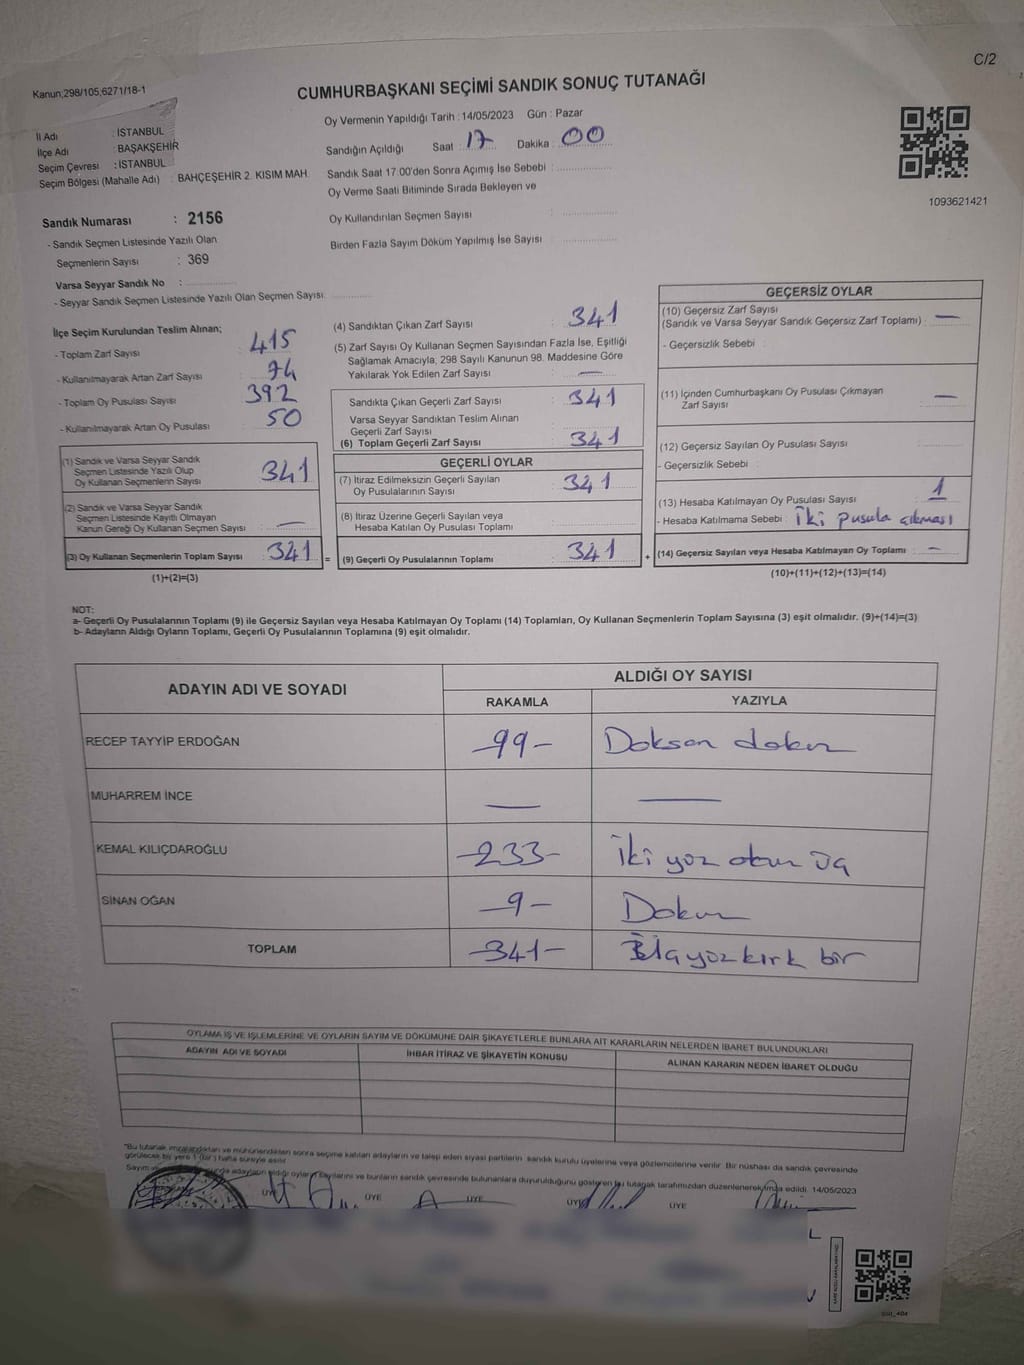 C/2
Kanun;298/105,6271/18-1
CUMHURBAŞKANI SEÇİMİ SANDIK SONUÇ TUTANAĞI
İl Adı : İSTANBUL
İlçe Adı : BAŞAKŞEHİR
Seçim Çevresi : İSTANBUL
Seçim Bölgesi (Mahalle Adı) : BAHÇEŞEHİR 2. KISIM MAH.
Oy Vermenin Yapıldığı Tarih : 14/05/2023 Gün : Pazar
Sandığın Açıldığı Saat : 17 Dakika : 00
Sandık Saat 17.00'den Sonra Açımış İse Sebebi :
Oy Verme Saati Bitiminde Sırada Bekleyen ve
Oy Kullandırılan Seçmen Sayısı :
Birden Fazla Sayım Döküm Yapılmış İse Sayısı :
1093621421
Sandık Numarası : 2156
- Sandık Seçmen Listesinde Yazılı Olan
Seçmenlerin Sayısı : 369
Varsa Seyyar Sandık No :
- Seyyar Sandık Seçmen Listesinde Yazılı Olan Seçmen Sayısı:
İlçe Seçim Kurulundan Teslim Alınan;
- Toplam Zarf Sayısı : 415
- Kullanılmayarak Artan Zarf Sayısı : 74
- Toplam Oy Pusulası Sayısı : 392
- Kullanılmayarak Artan Oy Pusulası : 50
(1) Sandık ve Varsa Seyyar Sandık
Seçmen Listesinde Yazılı Olup
Oy Kullanan Seçmenlerin Sayısı : 341
(2) Sandık ve Varsa Seyyar Sandık
Seçmen Listesinde Kayıtlı Olmayan
Kanun Gereği Oy Kullanan Seçmen Sayısı : —
(3) Oy Kullanan Seçmenlerin Toplam Sayısı : 341
(1)+(2)=(3)
(4) Sandıktan Çıkan Zarf Sayısı : 341
(5) Zarf Sayısı Oy Kullanan Seçmen Sayısından Fazla İse, Eşitliği
Sağlamak Amacıyla, 298 Sayılı Kanunun 98. Maddesine Göre
Yakılarak Yok Edilen Zarf Sayısı : —
Sandıkta Çıkan Geçerli Zarf Sayısı : 341
Varsa Seyyar Sandıktan Teslim Alınan
Geçerli Zarf Sayısı :
(6) Toplam Geçerli Zarf Sayısı : 341
GEÇERLİ OYLAR
(7) İtiraz Edilmeksizin Geçerli Sayılan
Oy Pusulalarının Sayısı : 341
(8) İtiraz Üzerine Geçerli Sayılan veya
Hesaba Katılan Oy Pusulası Toplamı :
= (9) Geçerli Oy Pusulalarının Toplamı : 341 +
GEÇERSİZ OYLAR
(10) Geçersiz Zarf Sayısı
(Sandık ve Varsa Seyyar Sandık Geçersiz Zarf Toplamı) : —
- Geçersizlik Sebebi :
(11) İçinden Cumhurbaşkanı Oy Pusulası Çıkmayan
Zarf Sayısı : —
(12) Geçersiz Sayılan Oy Pusulası Sayısı :
- Geçersizlik Sebebi :
(13) Hesaba Katılmayan Oy Pusulası Sayısı : 1
- Hesaba Katılmama Sebebi : İki pusula çıkması
(14) Geçersiz Sayılan veya Hesaba Katılmayan Oy Toplamı : —
(10)+(11)+(12)+(13)=(14)
NOT:
a- Geçerli Oy Pusulalarının Toplamı (9) ile Geçersiz Sayılan veya Hesaba Katılmayan Oy Toplamı (14) Toplamları, Oy Kullanan Seçmenlerin Toplam Sayısına (3) eşit olmalıdır. (9)+(14)=(3)
b- Adayların Aldığı Oyların Toplamı, Geçerli Oy Pusulalarının Toplamına (9) eşit olmalıdır.
ADAYIN ADI VE SOYADI
ALDIĞI OY SAYISI
RAKAMLA YAZIYLA
RECEP TAYYİP ERDOĞAN -99- Doksan dokuz
MUHARREM İNCE — —
KEMAL KILIÇDAROĞLU -233- İki yüz otuz üç
SİNAN OĞAN -9- Dokuz
TOPLAM -341- Üçyüz kırk bir
OYLAMA İŞ VE İŞLEMLERİNE VE OYLARIN SAYIM VE DÖKÜMÜNE DAİR ŞİKAYETLERLE BUNLARA AİT KARARLARIN NELERDEN İBARET BULUNDUKLARI
ADAYIN ADI VE SOYADI İHBAR İTİRAZ VE ŞİKAYETİN KONUSU ALINAN KARARIN NEDEN İBARET OLDUĞU
*Bu tutanak imzalandıktan ve mühürlendikten sonra seçime katılan adayların ve talep eden siyasi partilerin sandık kurulu üyelerine veya gözlemcilerine verilir. Bir nüshası da sandık çevresinde
görülecek bir yere 1 (bir) hafta süreyle asılır.
Sayım ve adayların aldığı oyların sayılarını ve bunların sandık çevresinde bulunanlara duyurulduğunu gösteren bu tutanak tarafımızdan düzenlenerek imza edildi. 14/05/2023
ÜYE ÜYE ÜYE ÜYE ÜYE